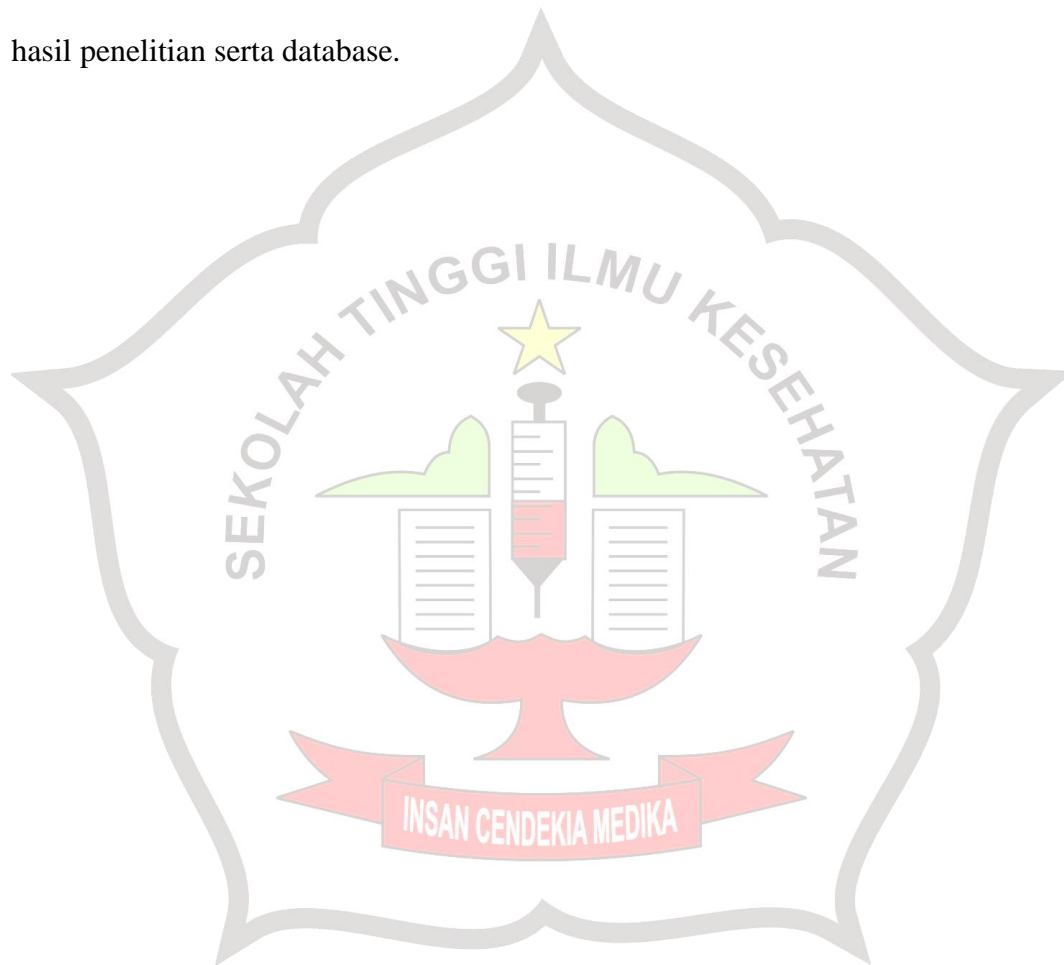 hasil penelitian serta database.
SEKOLAH TINGGI ILMU KESEHATAN
INSAN CENDEKIA MEDIKA